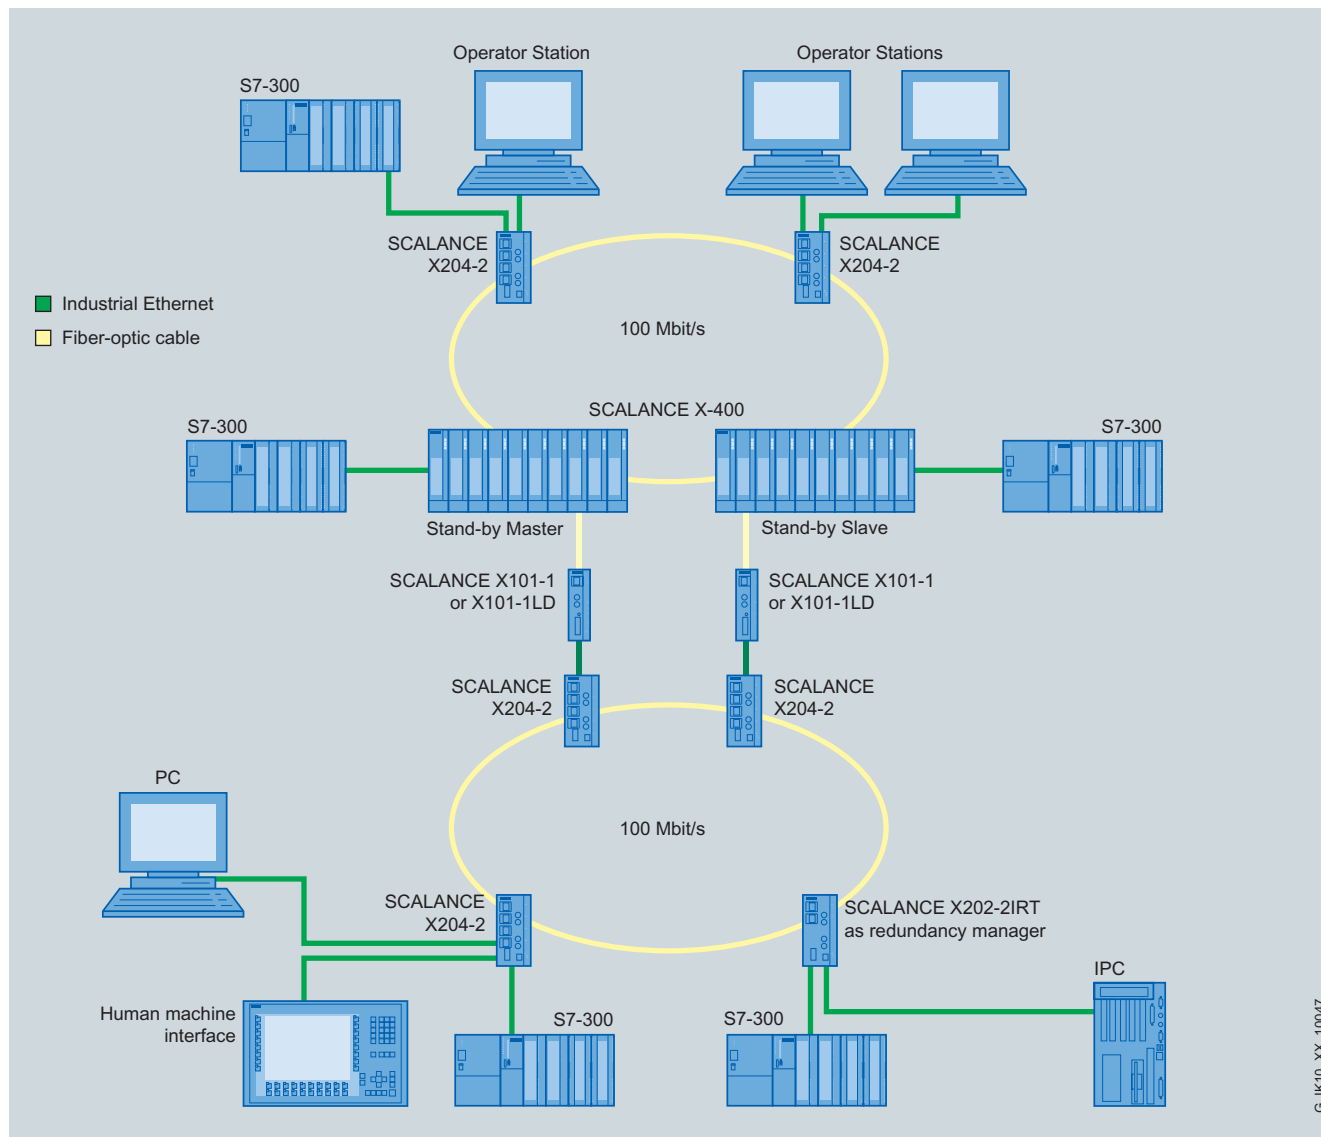 Operator Station
Operator Stations
S7-300
SCALANCE
X204-2
SCALANCE
X204-2
Industrial Ethernet
Fiber-optic cable
100 Mbit/s
SCALANCE X-400
S7-300
S7-300
Stand-by Master
Stand-by Slave
SCALANCE X101-1
or X101-1LD
SCALANCE X101-1
or X101-1LD
SCALANCE
X204-2
SCALANCE
X204-2
PC
100 Mbit/s
SCALANCE
X204-2
SCALANCE X202-2IRT
as redundancy manager
IPC
Human machine
interface
S7-300
S7-300
G_IK10_XX_10047